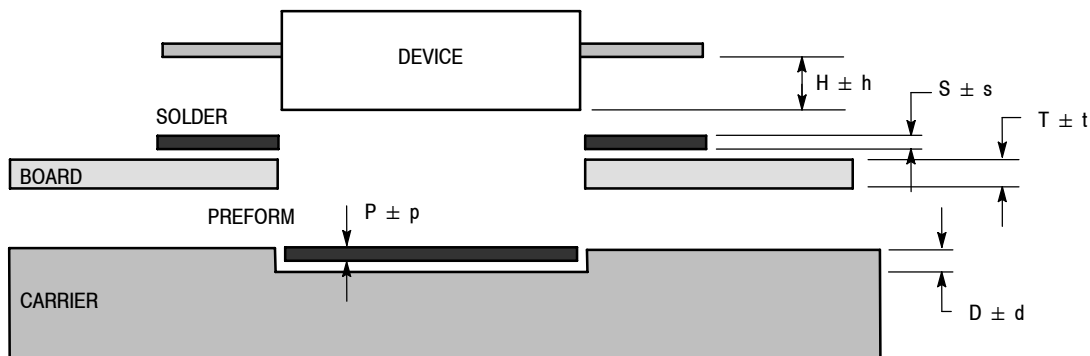 DEVICE
H ± h
S ± s
SOLDER
T ± t
BOARD
PREFORM
P ± p
CARRIER
D ± d